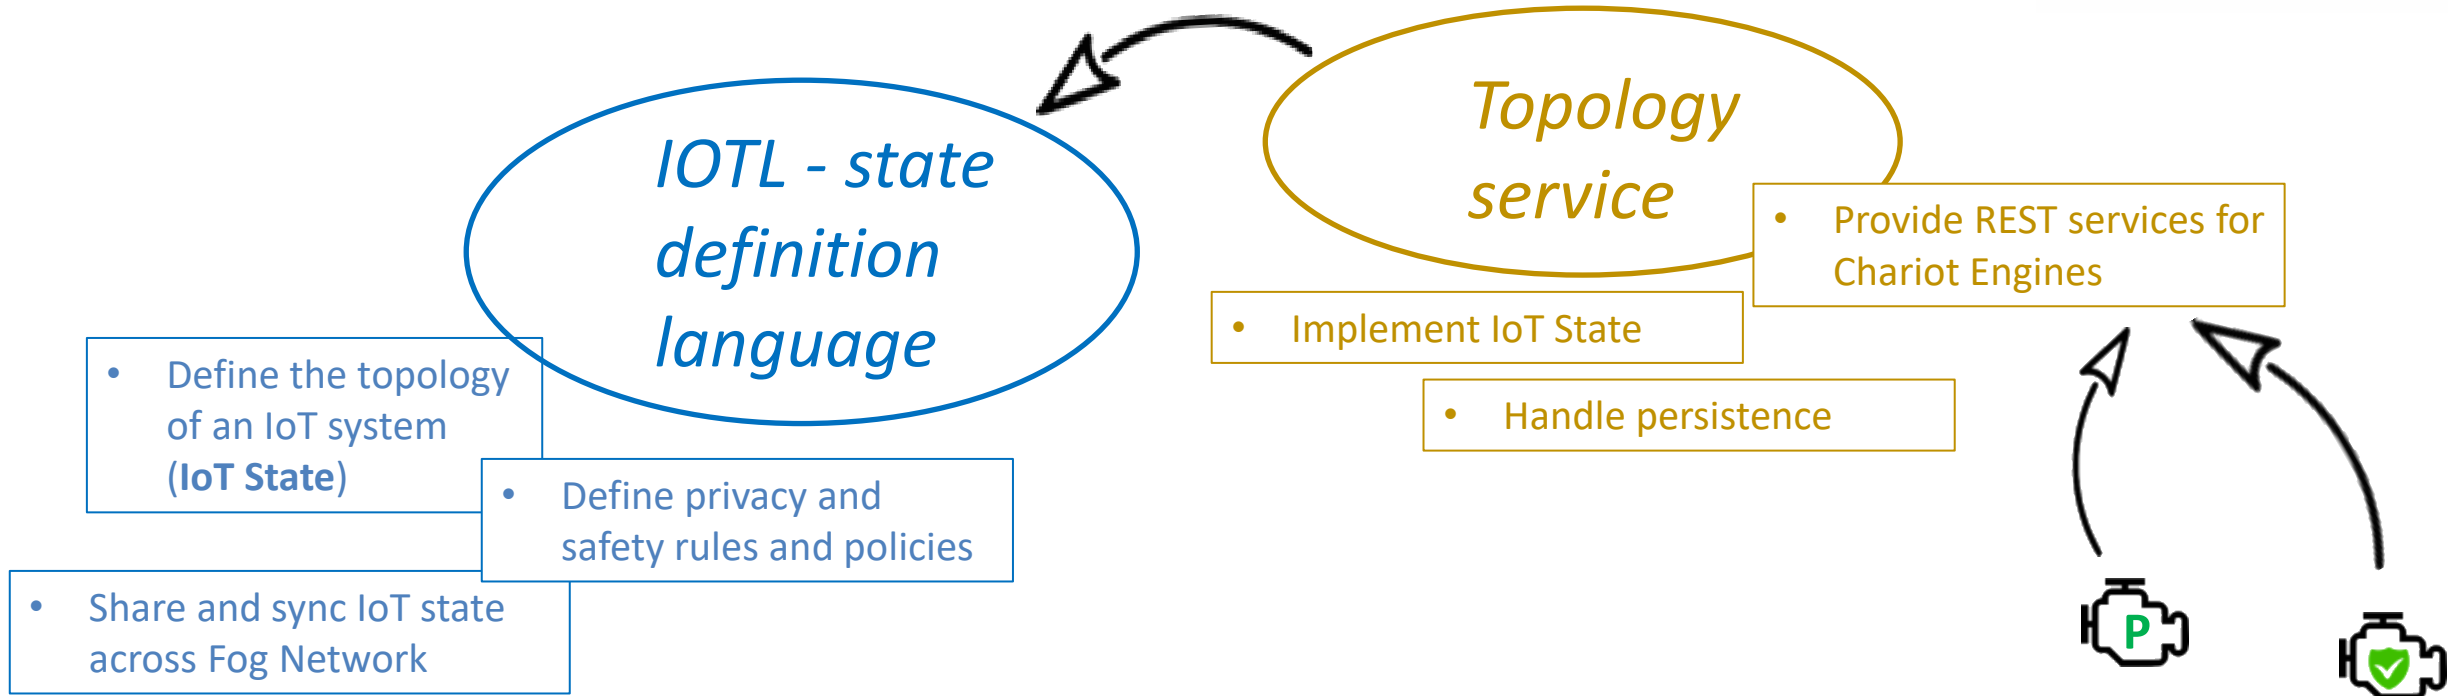 IOTL - state
definition
language
• Define the topology
of an IoT system
(IoT State)
• Define privacy and
safety rules and policies
• Share and sync IoT state
across Fog Network
Topology
service
• Provide REST services for
Chariot Engines
• Implement IoT State
• Handle persistence
P